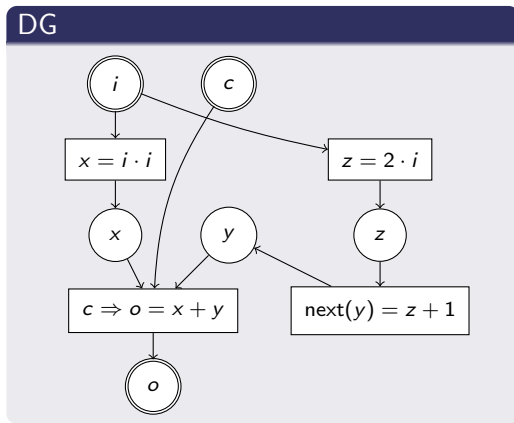 DG
i
c
x = i · i
z = 2 · i
x
y
z
c ⇒ o = x + y
next(y) = z + 1
o